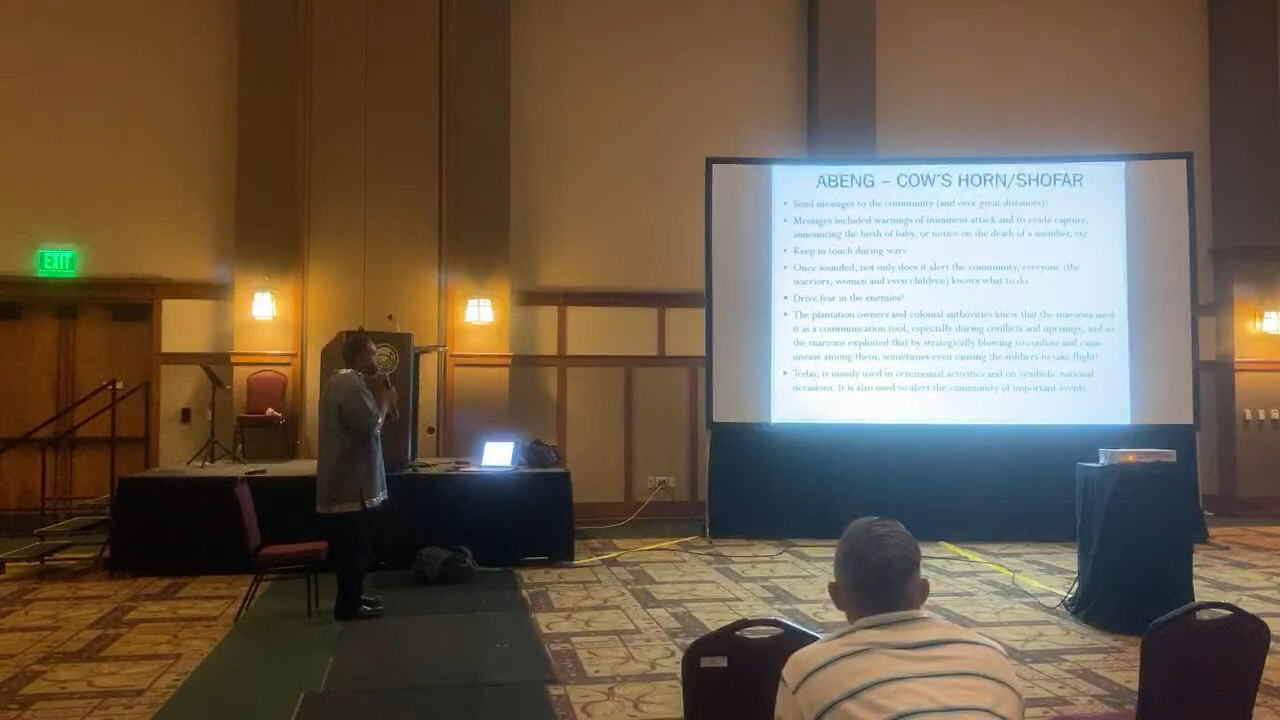 EXIT
ABENG – COW'S HORN/SHOFAR
• Send messages to the community (and over great distances)!
• Messages included warnings of imminent attack and to evade capture,
announcing the birth of baby, or notice on the death of a member, etc.
• Keep in touch during wars
• Once sounded, not only does it alert the community, everyone (the
warriors, women and even children) knows what to do.
• Drive fear in the enemies!
• The plantation owners and colonial authorities knew that the maroons used
it as a communication tool, especially during conflicts and uprisings, and so
the maroons exploited that by strategically blowing to confuse and cause
unease among them, sometimes even causing the soldiers to take flight!
• Today, is mainly used in ceremonial activities and on symbolic national
occasions. It is also used to alert the community of important events.